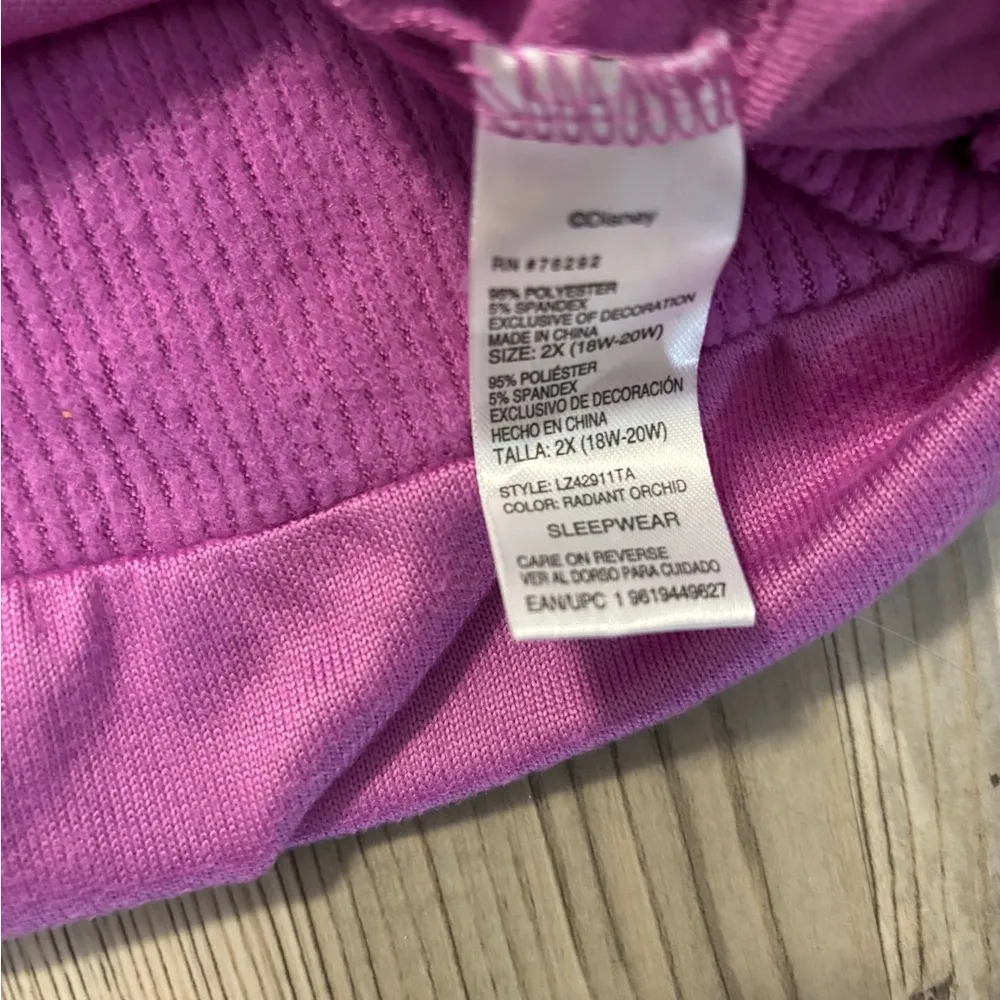 ©Disney
RN #76292
95% POLYESTER
5% SPANDEX
EXCLUSIVE OF DECORATION
MADE IN CHINA
SIZE: 2X (18W-20W)
95% POLIÉSTER
5% SPANDEX
EXCLUSIVO DE DECORACIÓN
HECHO EN CHINA
TALLA: 2X (18W-20W)
STYLE: LZ42911TA
COLOR: RADIANT ORCHID
SLEEPWEAR
CARE ON REVERSE
VER AL DORSO PARA CUIDADO
EAN/UPC 1 9619449627